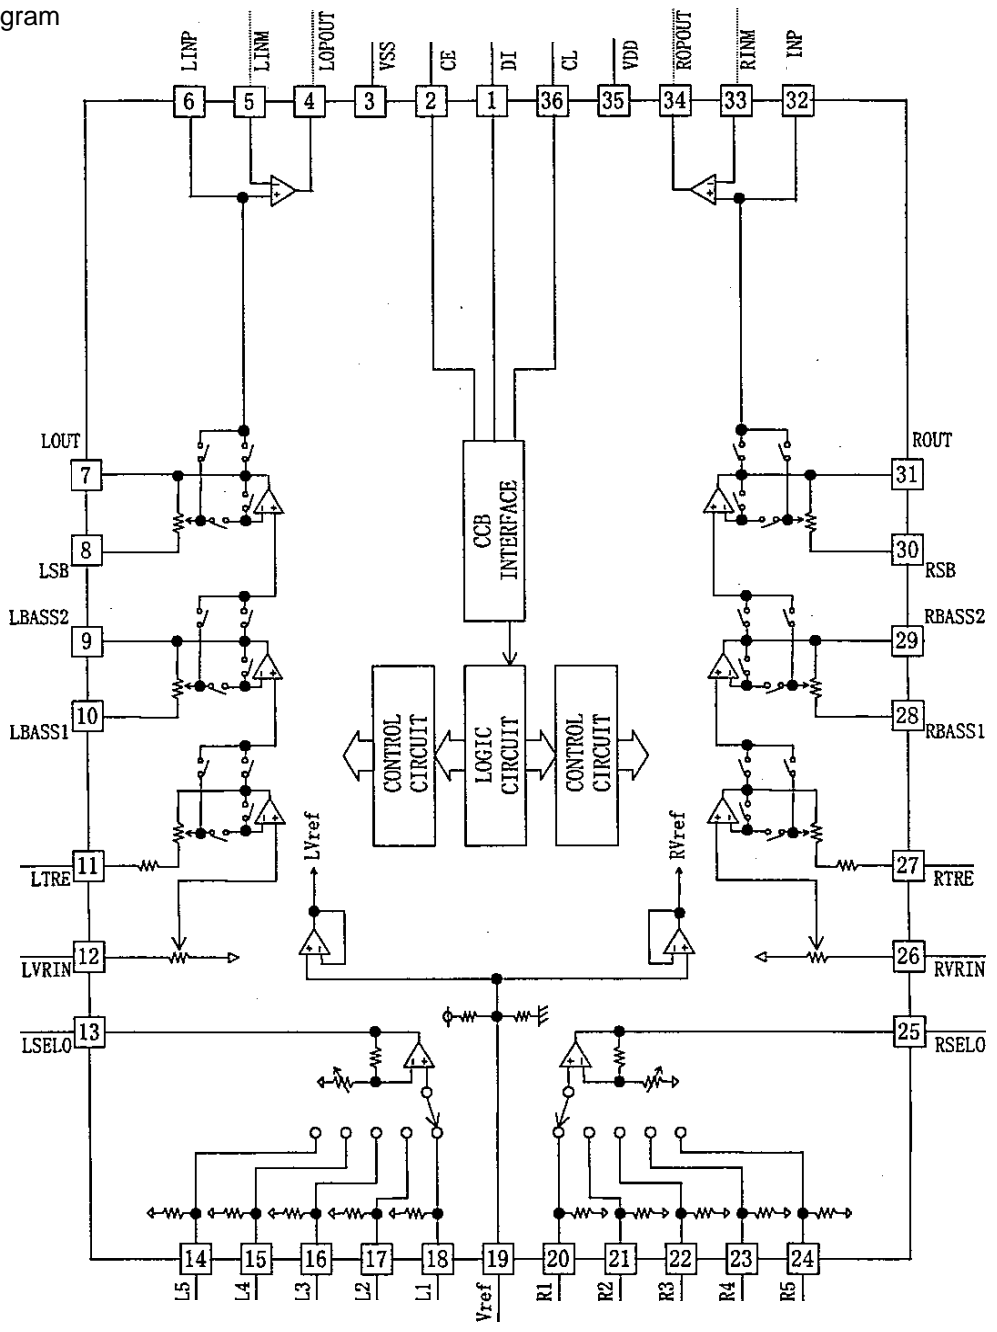 gram
LINP
LINM
LOPOUT
VSS
CE
DI
CL
VDD
ROPOUT
RINM
INP
6
5
4
3
2
1
36
35
34
33
32
- +
- +
LOUT
ROUT
7
31
CCB
INTERFACE
- +
+ -
8
30
LSB
RSB
LBASS2
RBASS2
9
29
- +
+ -
10
28
LBASS1
RBASS1
CONTROL
CIRCUIT
LOGIC
CIRCUIT
CONTROL
CIRCUIT
- +
+ -
LVref
RVref
11
27
LTRE
RTRE
12
26
+ -
- +
LVRIN
RVRIN
13
25
LSELO
RSELO
- +
+ -
14
15
16
17
18
19
20
21
22
23
24
L5
L4
L3
L2
L1
Vref
R1
R2
R3
R4
R5